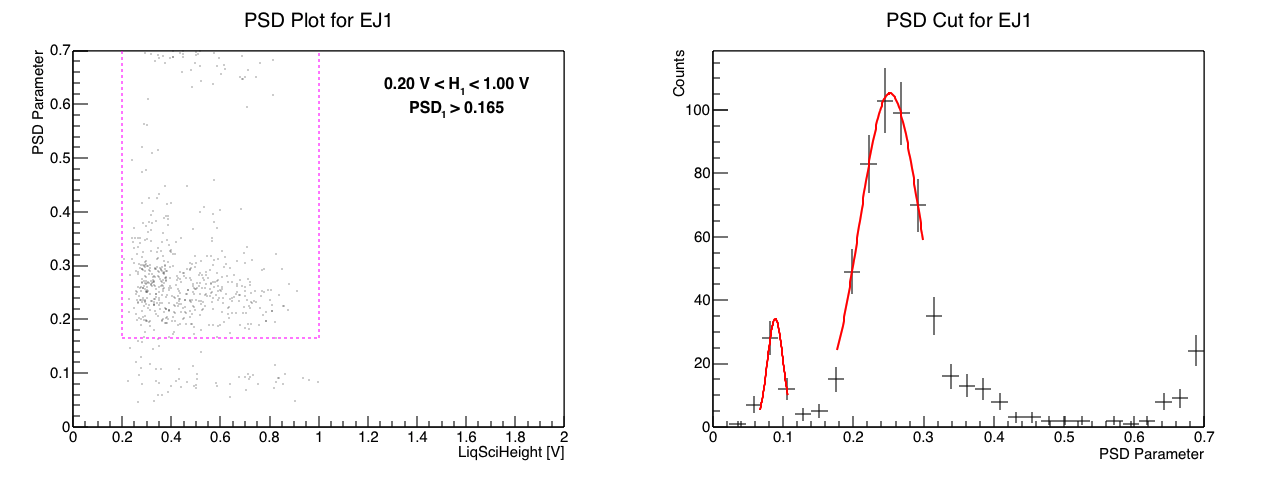 PSD Plot for EJ1
PSD Parameter
0.7
0.6
0.5
0.4
0.3
0.2
0.1
0
0.20 V < H1 < 1.00 V
PSD1 > 0.165
0 0.2 0.4 0.6 0.8 1 1.2 1.4 1.6 1.8 2
LiqSciHeight [V]
PSD Cut for EJ1
Counts
100
80
60
40
20
0
0 0.1 0.2 0.3 0.4 0.5 0.6 0.7
PSD Parameter